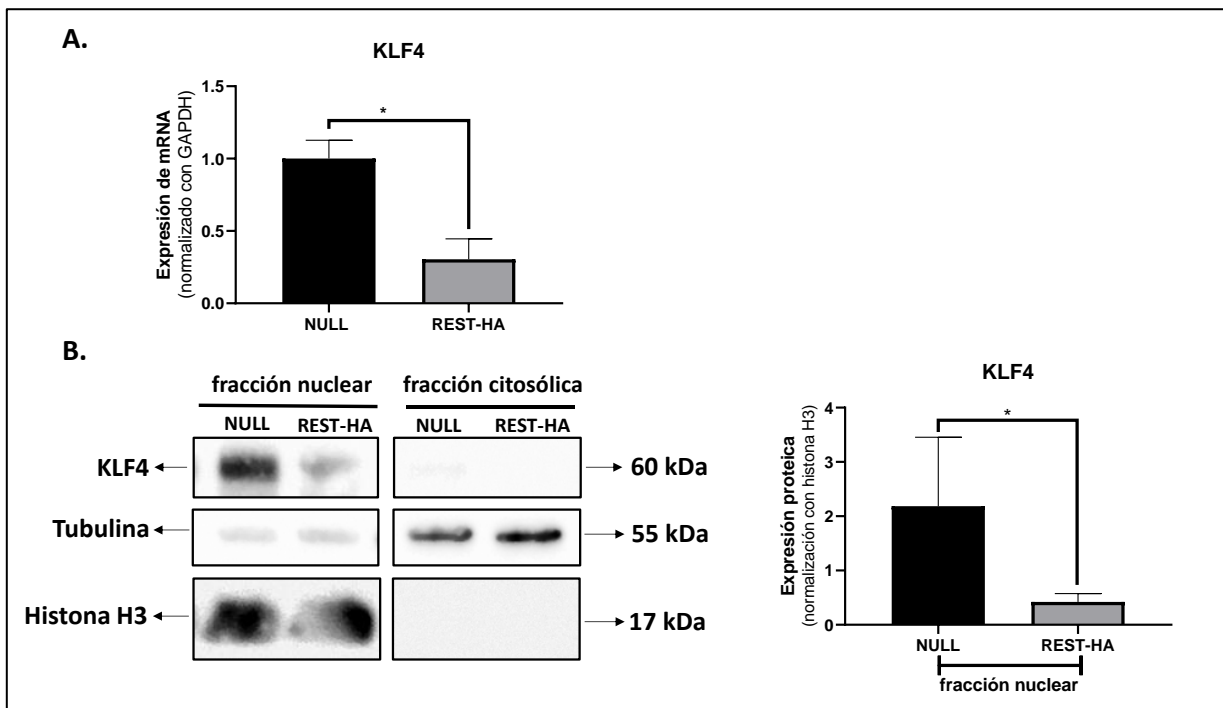 A.
KLF4
Expresión de mRNA
(normalizado con GAPDH)
1.5
1.0
0.5
0.0
*
NULL
REST-HA
B.
fracción nuclear
fracción citosólica
NULL
REST-HA
NULL
REST-HA
KLF4
60 kDa
Tubulina
55 kDa
Histona H3
17 kDa
KLF4
Expresión proteica
(normalización con histona H3)
4
3
2
1
0
*
NULL
REST-HA
fracción nuclear